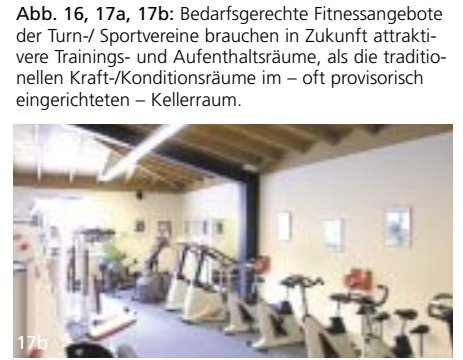 Abb. 16, 17a, 17b: Bedarfsgerechte Fitnessangebote
der Turn-/ Sportvereine brauchen in Zukunft attrakti-
vere Trainings- und Aufenthaltsräume, als die traditio-
nellen Kraft-/Konditionsräume im – oft provisorisch
eingerichteten – Kellerraum.
17b